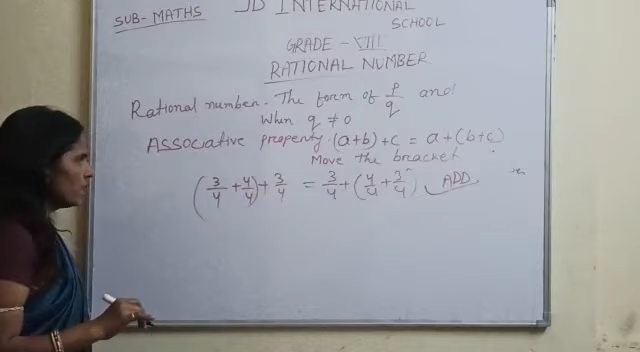 SUB- MATHS
JD INTERNATIONAL
SCHOOL
GRADE - VIII
RATIONAL NUMBER
Rational number - The form of p/q and
When q ≠ 0
ASSOciative property . (a+b)+c = a+(b+c)
Move the bracket
(3/4 + 4/4) + 3/4 = 3/4 + (4/4 + 3/4) ADD